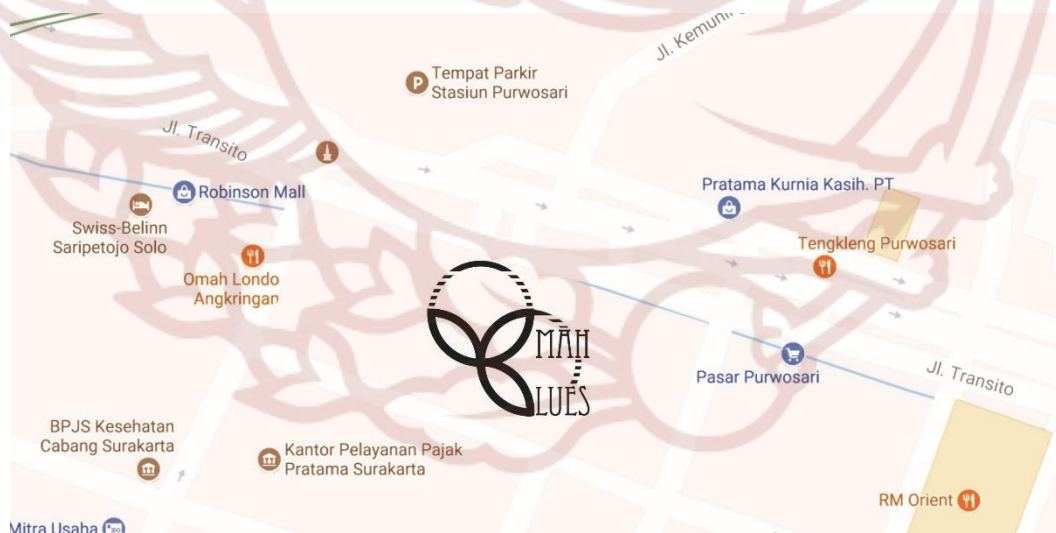 Jl. Kemuning
Tempat Parkir
Stasiun Purwosari
Jl. Transito
Robinson Mall
Pratama Kurnia Kasih. PT
Swiss-Belinn
Saripetojo Solo
Tengkleng Purwosari
Omah Londo
Angkringan
MAH
LUES
Pasar Purwosari
Jl. Transito
BPJS Kesehatan
Cabang Surakarta
Kantor Pelayanan Pajak
Pratama Surakarta
RM Orient
Mitra Usaha